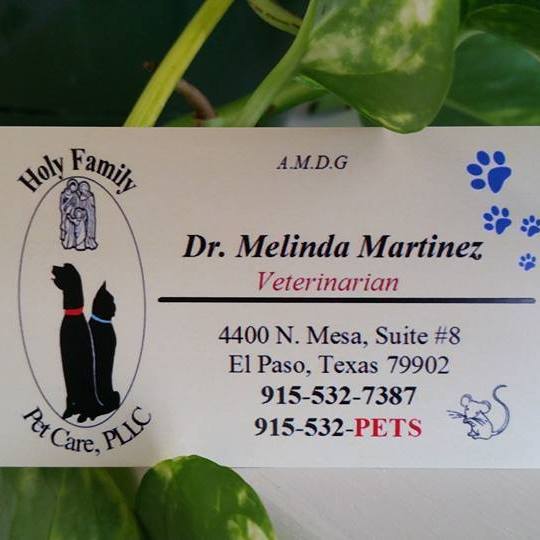 Holy Family
Pet Care, PLLC
A.M.D.G
Dr. Melinda Martinez
Veterinarian
4400 N. Mesa, Suite #8
El Paso, Texas 79902
915-532-7387
915-532-PETS